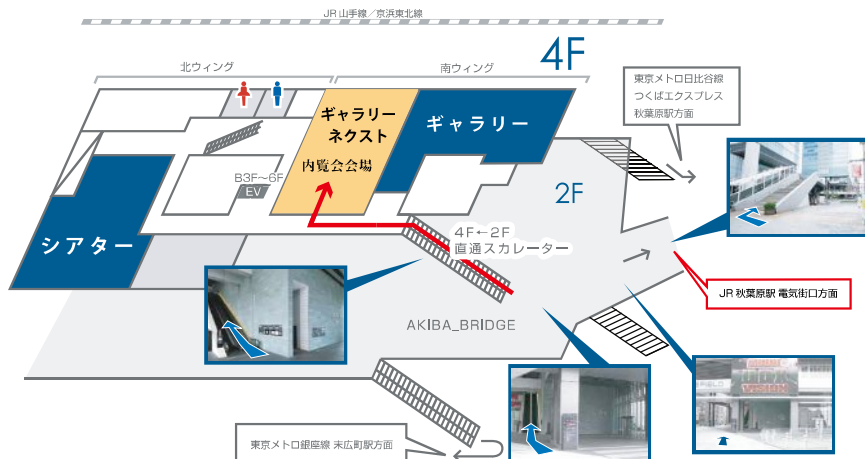 JR 山手線／京浜東北線
北ウィング
南ウィング
4F
東京メトロ日比谷線
つくばエクスプレス
秋葉原駅方面
ギャラリー
ネクスト
内覧会会場
ギャラリー
B3F～6F
EV
2F
シアター
4F←2F
直通スカレーター
JR 秋葉原駅 電気街口方面
AKIBA_BRIDGE
VISION
東京メトロ銀座線 末広町駅方面